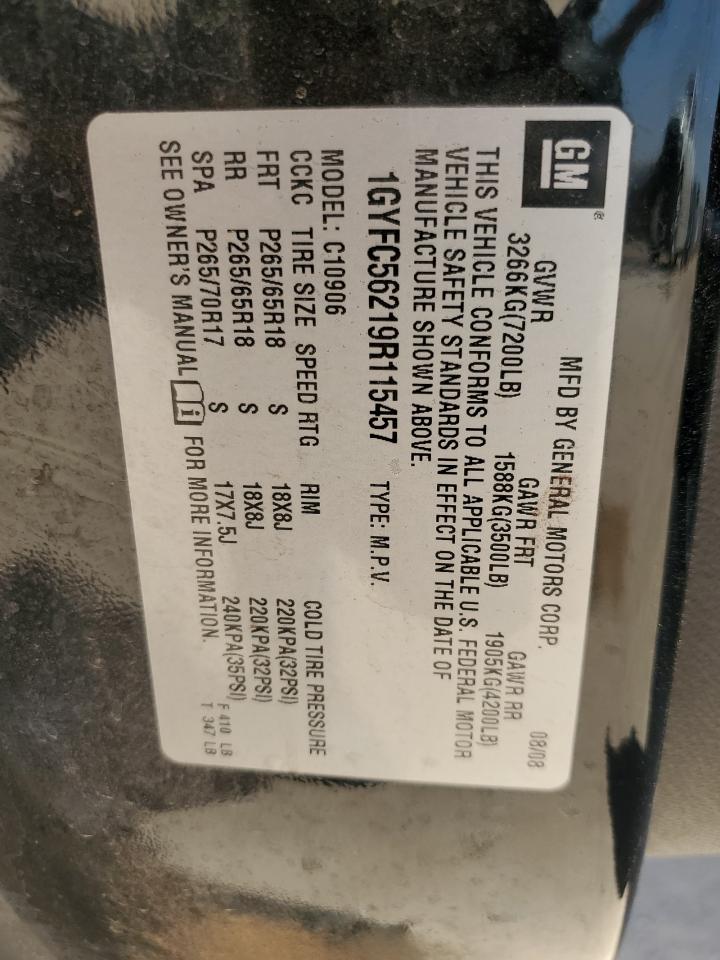 GM ®
MFD BY GENERAL MOTORS CORP. 08/08
GVWR GAWR FRT GAWR RR
3266KG(7200LB) 1588KG(3500LB) 1905KG(4200LB)
THIS VEHICLE CONFORMS TO ALL APPLICABLE U.S. FEDERAL MOTOR
VEHICLE SAFETY STANDARDS IN EFFECT ON THE DATE OF
MANUFACTURE SHOWN ABOVE.
1GYFC56219R115457 TYPE: M.P.V.
MODEL: C10906
CCKC TIRE SIZE SPEED RTG RIM COLD TIRE PRESSURE
FRT P265/65R18 S 18X8J 220KPA(32PSI)
RR P265/65R18 S 18X8J 220KPA(32PSI)
SPA P265/70R17 S 17X7.5J 240KPA(35PSI) F 410 LB
SEE OWNER'S MANUAL i FOR MORE INFORMATION. T 347 LB